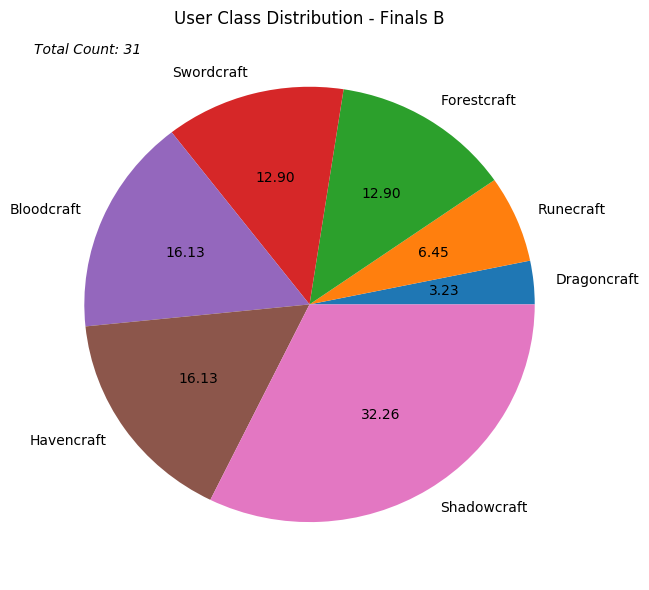 User Class Distribution - Finals B
Total Count: 31
Swordcraft
Forestcraft
12.90
12.90
Bloodcraft
Runecraft
16.13
6.45
Dragoncraft
3.23
16.13
32.26
Havencraft
Shadowcraft